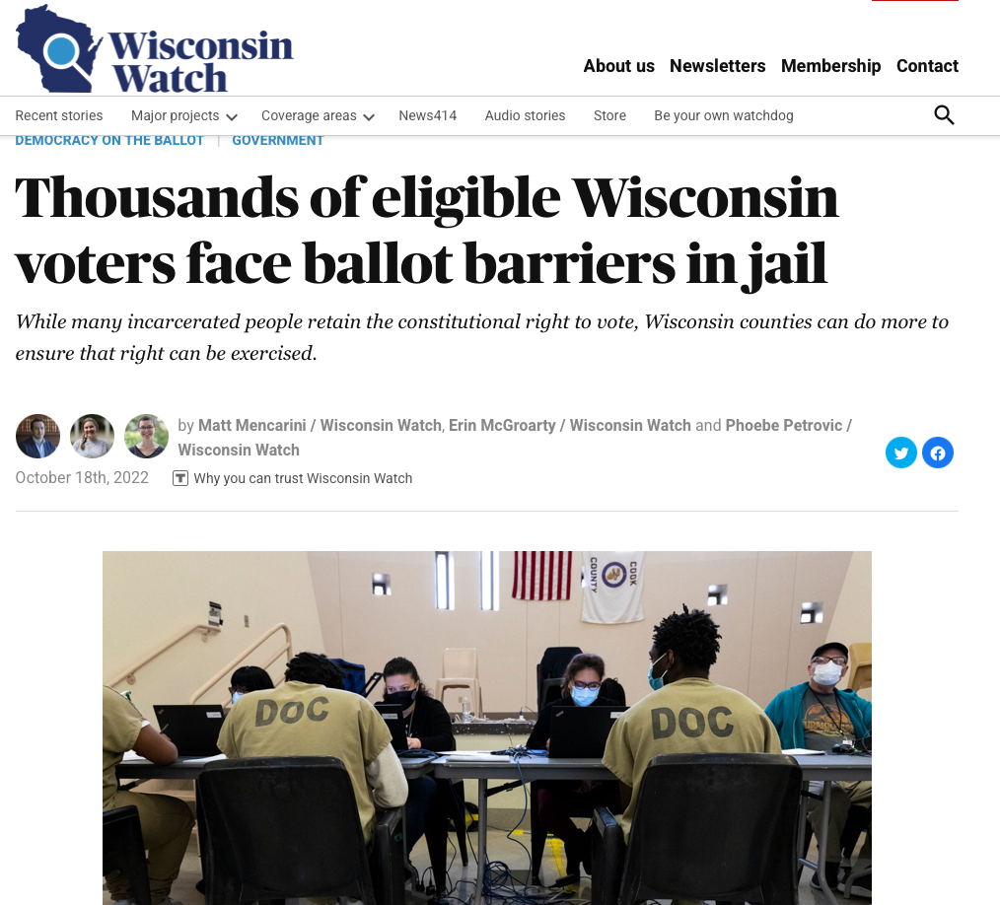 Wisconsin
Watch
About us Newsletters Membership Contact
Recent stories Major projects Coverage areas News414 Audio stories Store Be your own watchdog
DEMOCRACY ON THE BALLOT | GOVERNMENT
Thousands of eligible Wisconsin
voters face ballot barriers in jail
While many incarcerated people retain the constitutional right to vote, Wisconsin counties can do more to
ensure that right can be exercised.
by Matt Mencarini / Wisconsin Watch, Erin McGroarty / Wisconsin Watch and Phoebe Petrovic /
Wisconsin Watch
October 18th, 2022 T Why you can trust Wisconsin Watch
COUNTY COOK
DOC
DOC